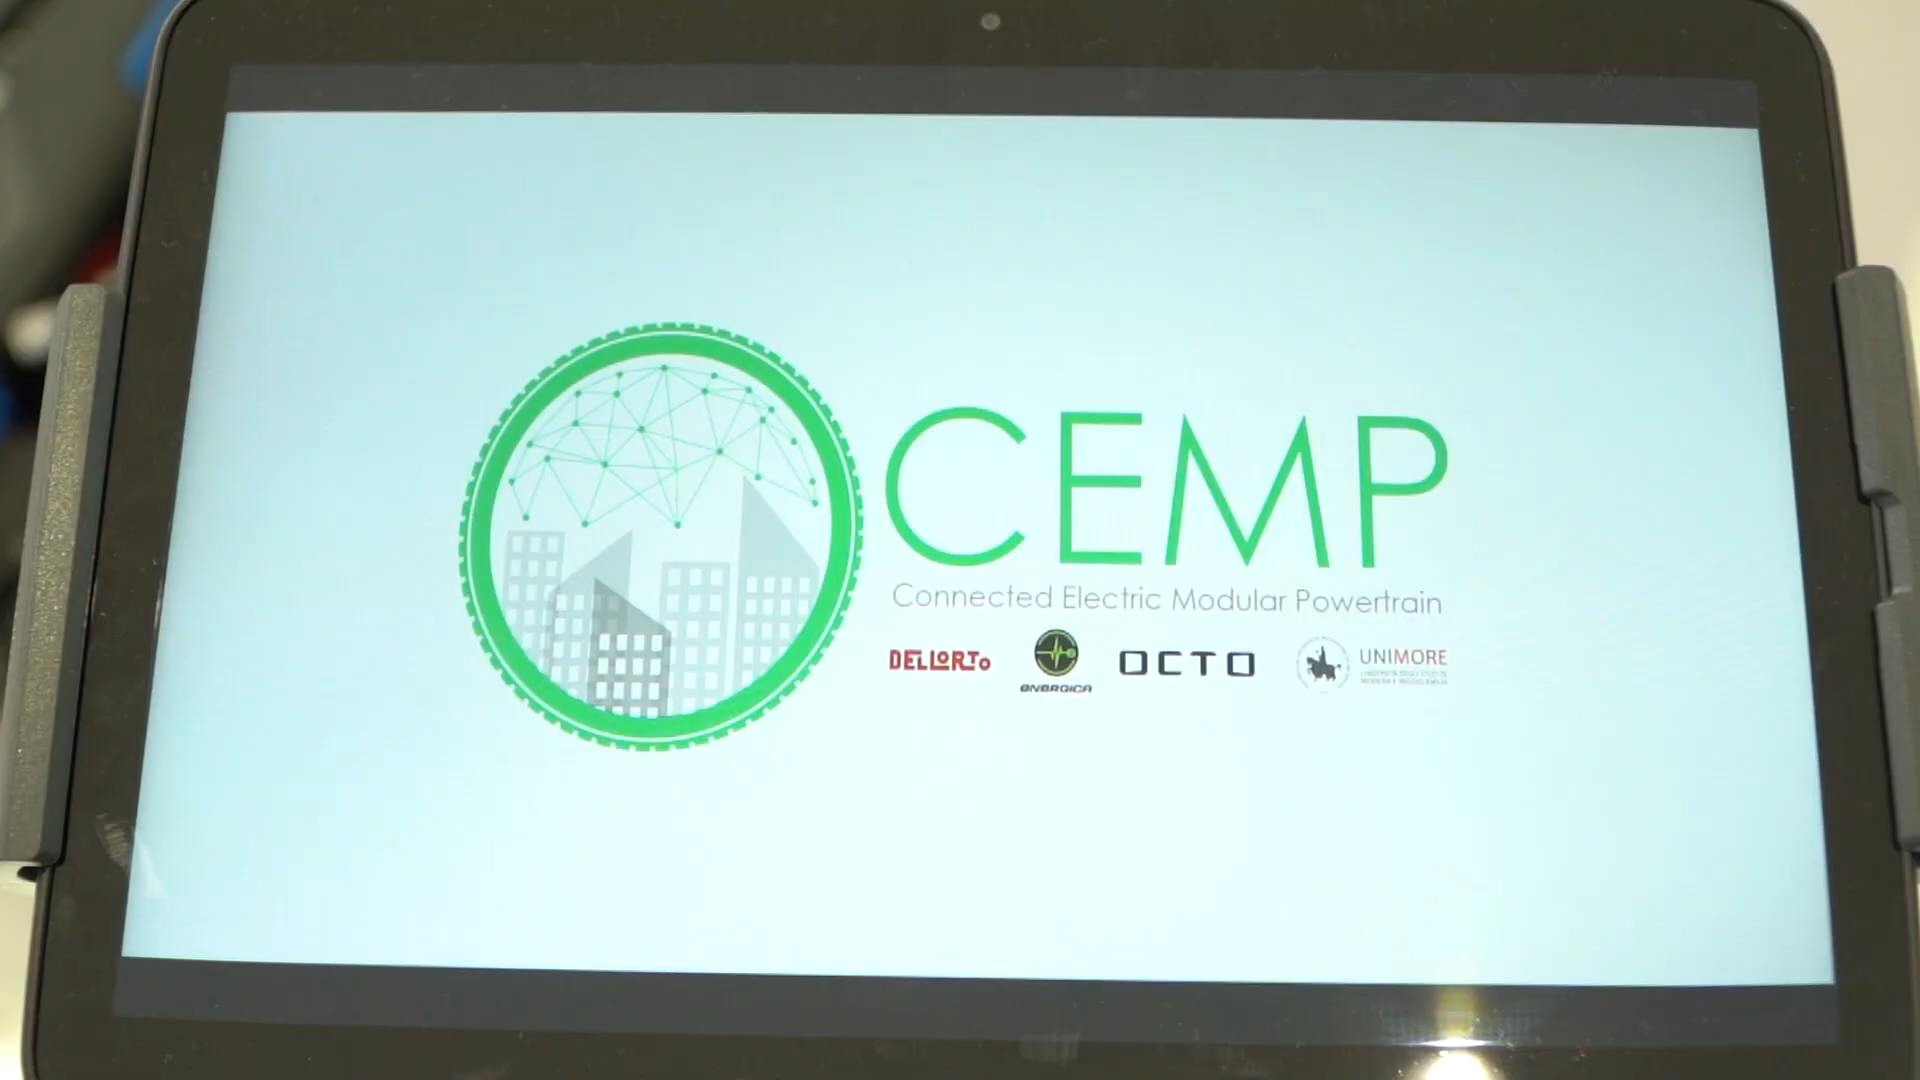 CEMP
Connected Electric Modular Powertrain
DELLORTO
ENERGICA
OCTO
UNIMORE